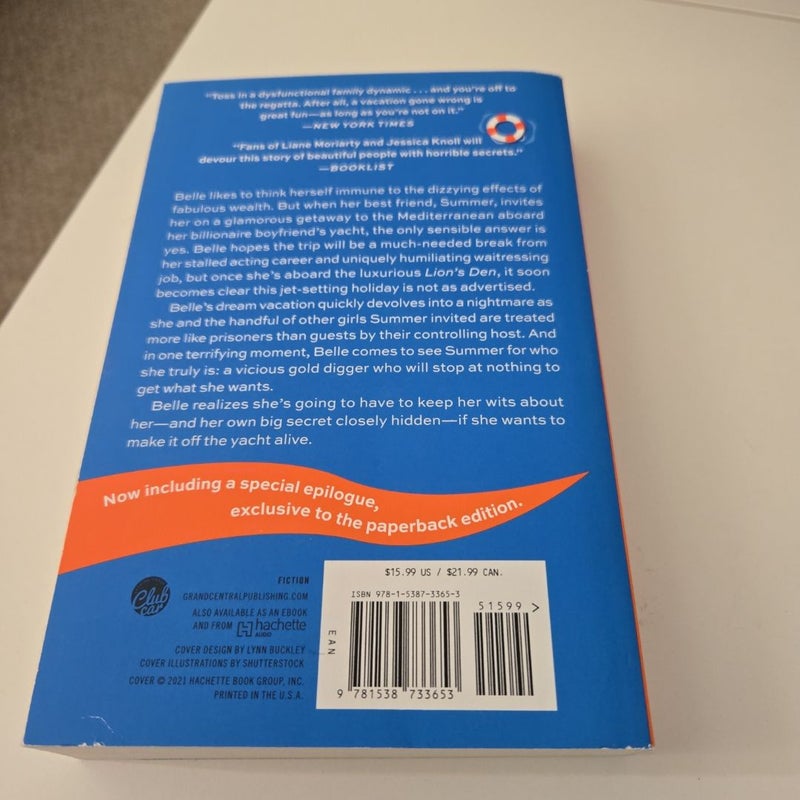 "Toss in a dysfunctional family dynamic . . . and you're off to
the regatta. After all, a vacation gone wrong is
great fun—as long as you're not on it."
—NEW YORK TIMES
"Fans of Liane Moriarty and Jessica Knoll will
devour this story of beautiful people with horrible secrets."
—BOOKLIST
Belle likes to think herself immune to the dizzying effects of
fabulous wealth. But when her best friend, Summer, invites
her on a glamorous getaway to the Mediterranean aboard
her billionaire boyfriend's yacht, the only sensible answer is
yes. Belle hopes the trip will be a much-needed break from
her stalled acting career and uniquely humiliating waitressing
job, but once she's aboard the luxurious Lion's Den, it soon
becomes clear this jet-setting holiday is not as advertised.
Belle's dream vacation quickly devolves into a nightmare as
she and the handful of other girls Summer invited are treated
more like prisoners than guests by their controlling host. And
in one terrifying moment, Belle comes to see Summer for who
she truly is: a vicious gold digger who will stop at nothing to
get what she wants.
Belle realizes she's going to have to keep her wits about
her—and her own big secret closely hidden—if she wants to
make it off the yacht alive.
Now including a special epilogue,
exclusive to the paperback edition.
Club
car
FICTION
GRANDCENTRALPUBLISHING.COM
ALSO AVAILABLE AS AN EBOOK
AND FROM hachette
AUDIO
COVER DESIGN BY LYNN BUCKLEY
COVER ILLUSTRATIONS BY SHUTTERSTOCK
COVER © 2021 HACHETTE BOOK GROUP, INC.
PRINTED IN THE U.S.A.
$15.99 US / $21.99 CAN.
ISBN 978-1-5387-3365-3
51599 >
EAN
9 781538 733653